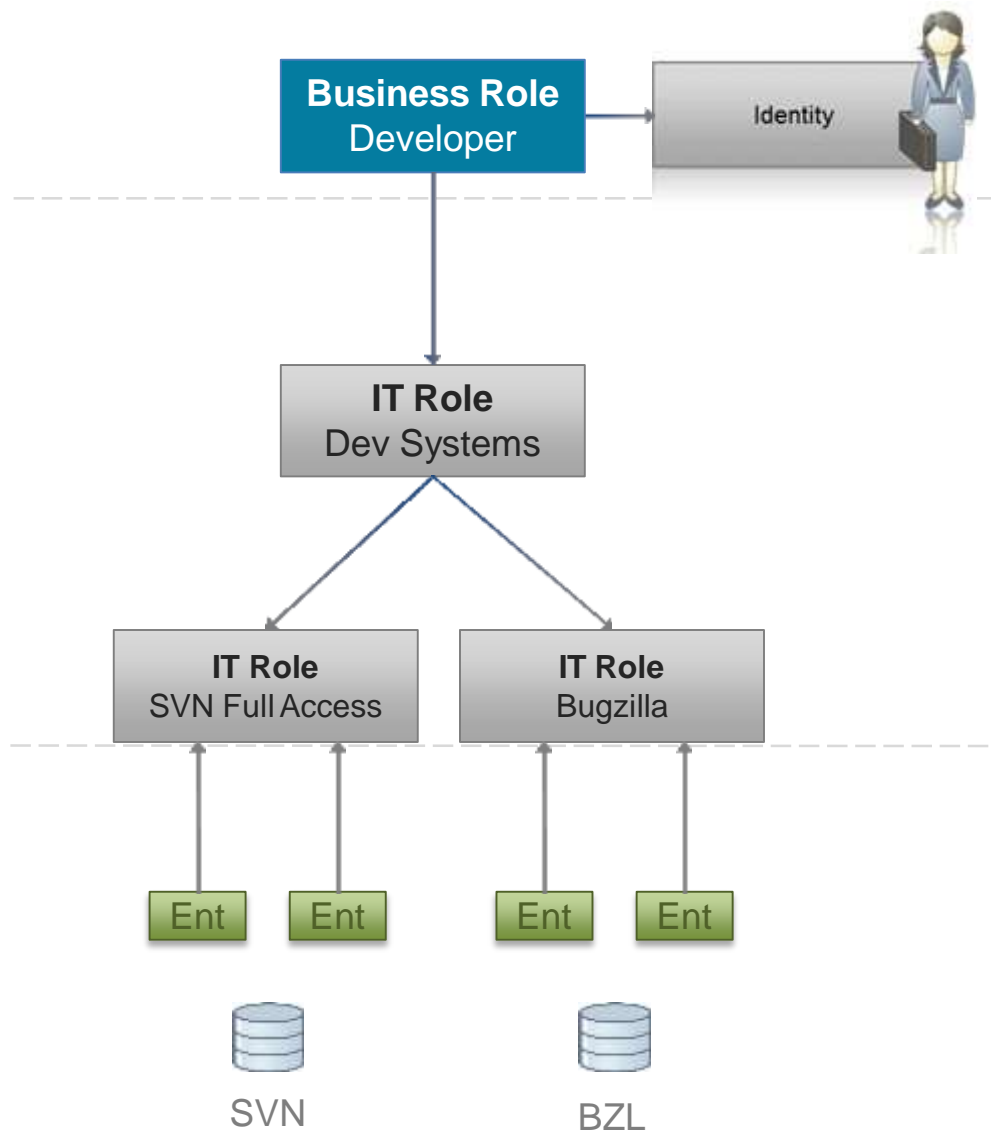 Business Role
Developer
Identity
IT Role
Dev Systems
IT Role
SVN Full Access
IT Role
Bugzilla
Ent
Ent
Ent
Ent
SVN
BZL